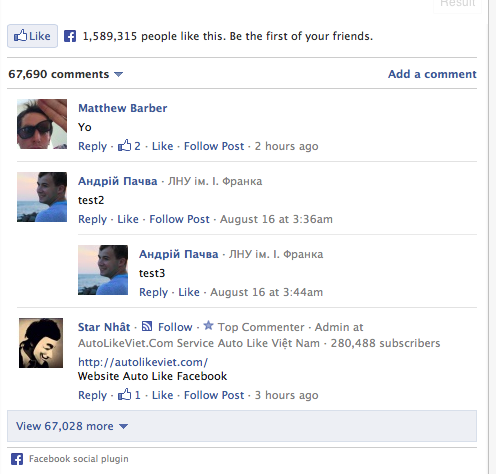 Result
Like
1,589,315 people like this. Be the first of your friends.
67,690 comments
Add a comment
Matthew Barber
Yo
Reply · 2 · Like · Follow Post · 2 hours ago
Андрій Пачва · ЛНУ ім. І. Франка
test2
Reply · Like · Follow Post · August 16 at 3:36am
Андрій Пачва · ЛНУ ім. І. Франка
test3
Reply · Like · August 16 at 3:44am
Star Nhât · Follow · Top Commenter · Admin at
AutoLikeViet.Com Service Auto Like Việt Nam · 280,488 subscribers
http://autolikeviet.com/
Website Auto Like Facebook
Reply · 1 · Like · Follow Post · 3 hours ago
View 67,028 more
Facebook social plugin